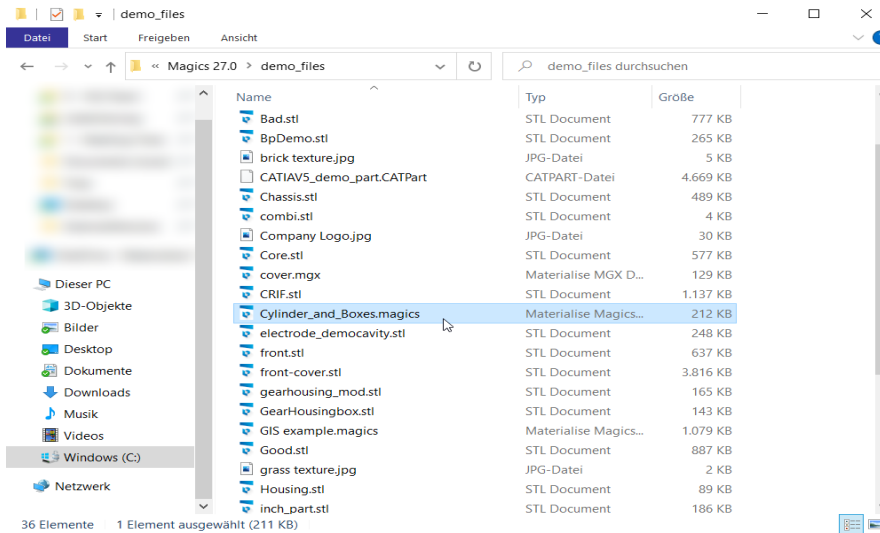 demo_files
Datei Start Freigeben Ansicht
« Magics 27.0 > demo_files
demo_files durchsuchen
Name Typ Größe
Bad.stl STL Document 777 KB
BpDemo.stl STL Document 265 KB
brick texture.jpg JPG-Datei 5 KB
CATIAV5_demo_part.CATPart CATPART-Datei 4.669 KB
Chassis.stl STL Document 489 KB
combi.stl STL Document 4 KB
Company Logo.jpg JPG-Datei 30 KB
Core.stl STL Document 577 KB
cover.mgx Materialise MGX D... 129 KB
CRIF.stl STL Document 1.137 KB
Cylinder_and_Boxes.magics Materialise Magics... 212 KB
electrode_democavity.stl STL Document 248 KB
front.stl STL Document 637 KB
front-cover.stl STL Document 3.816 KB
gearhousing_mod.stl STL Document 165 KB
GearHousingbox.stl STL Document 143 KB
GIS example.magics Materialise Magics... 1.079 KB
Good.stl STL Document 887 KB
grass texture.jpg JPG-Datei 2 KB
Housing.stl STL Document 89 KB
inch_part.stl STL Document 186 KB
Dieser PC
3D-Objekte
Bilder
Desktop
Dokumente
Downloads
Musik
Videos
Windows (C:)
Netzwerk
36 Elemente 1 Element ausgewählt (211 KB)